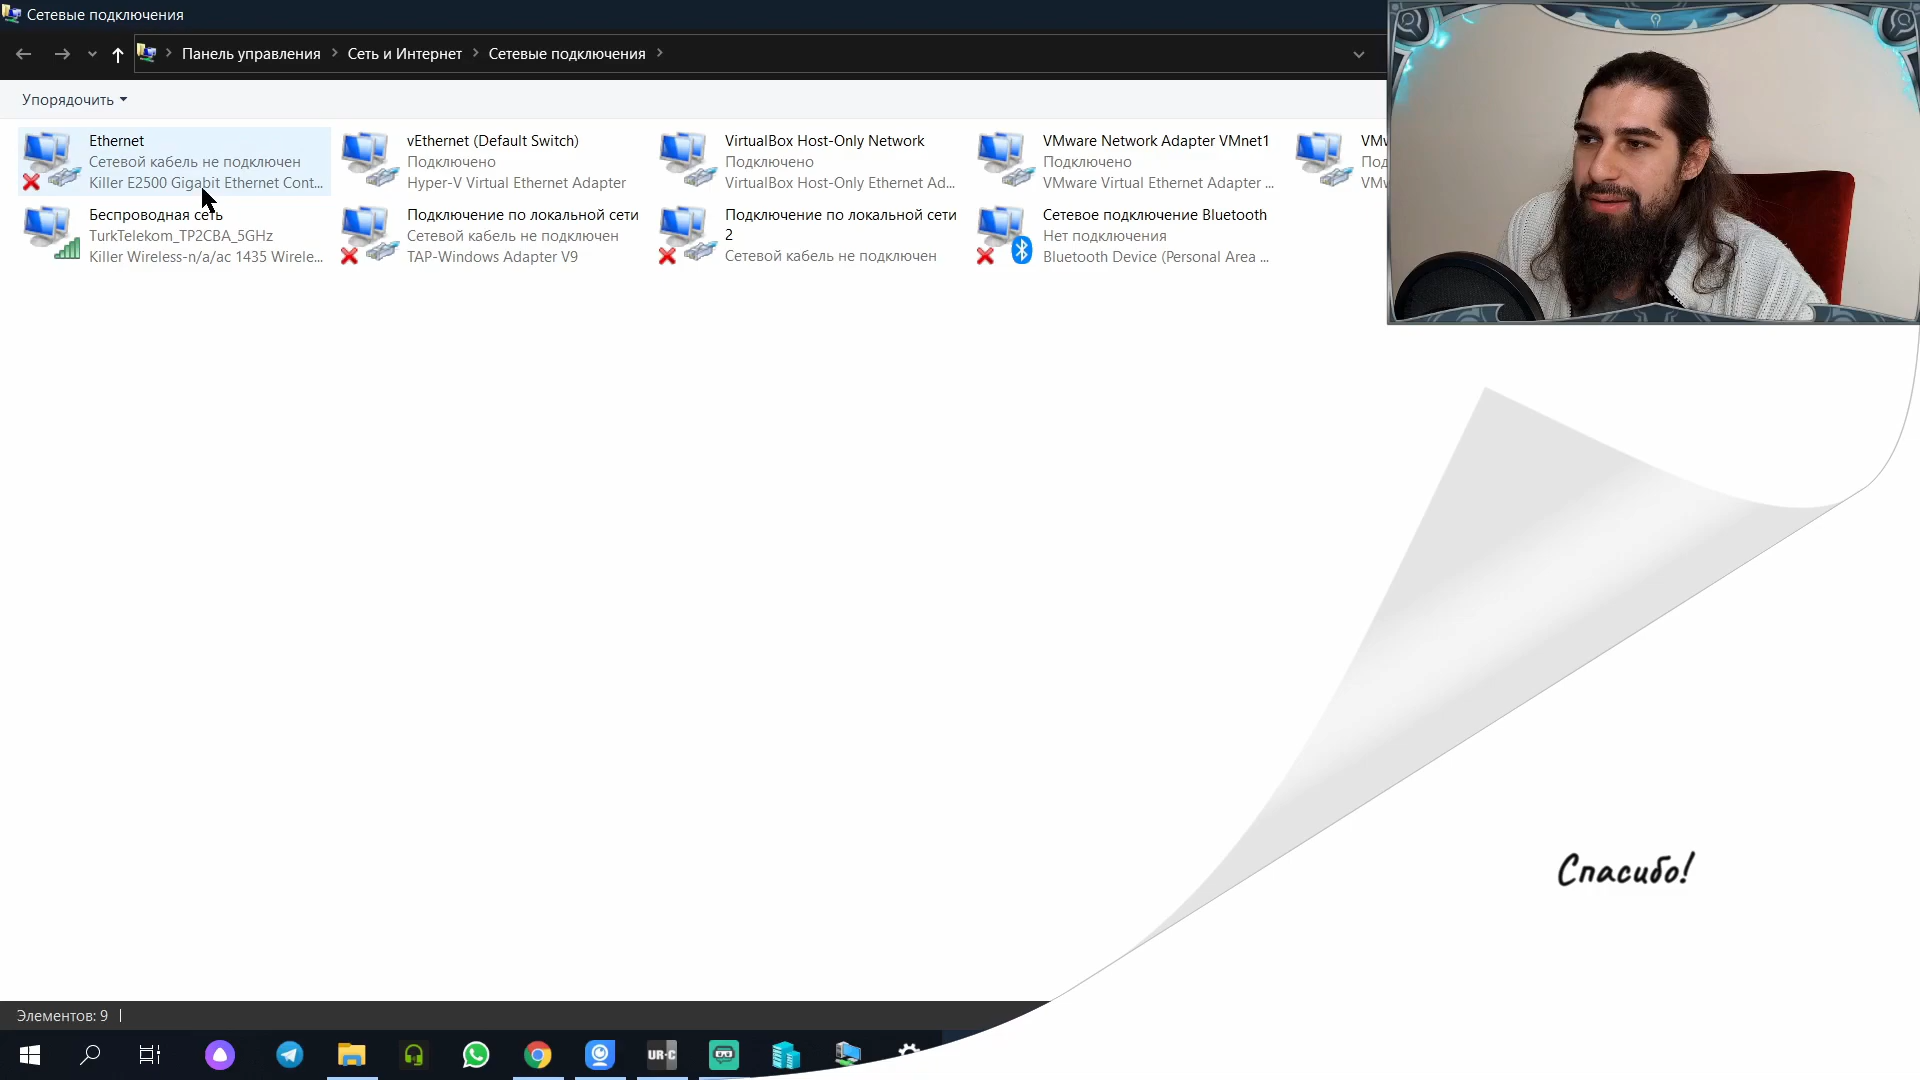 Сетевые подключения
Панель управления
Сеть и Интернет
Сетевые подключения
Упорядочить
Ethernet
Сетевой кабель не подключен
Killer E2500 Gigabit Ethernet Cont...
vEthernet (Default Switch)
Подключено
Hyper-V Virtual Ethernet Adapter
VirtualBox Host-Only Network
Подключено
VirtualBox Host-Only Ethernet Ad...
VMware Network Adapter VMnet1
Подключено
VMware Virtual Ethernet Adapter ...
Беспроводная сеть
TurkTelekom_TP2CBA_5GHz
Killer Wireless-n/a/ac 1435 Wirele...
Подключение по локальной сети
Сетевой кабель не подключен
TAP-Windows Adapter V9
Подключение по локальной сети
2
Сетевой кабель не подключен
Сетевое подключение Bluetooth
Нет подключения
Bluetooth Device (Personal Area ...
Спасибо!
Элементов: 9
UR-C